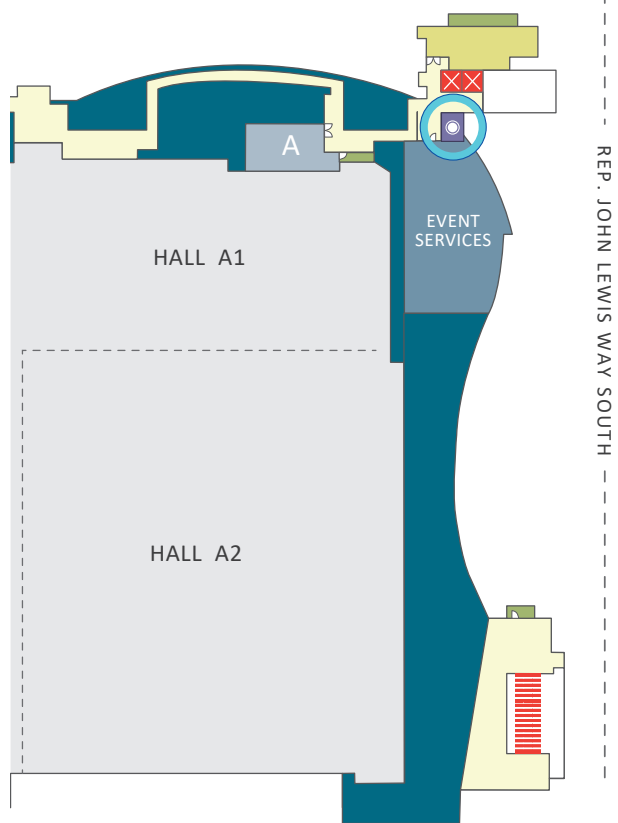 A
EVENT
SERVICES
HALL A1
REP. JOHN LEWIS WAY SOUTH
HALL A2